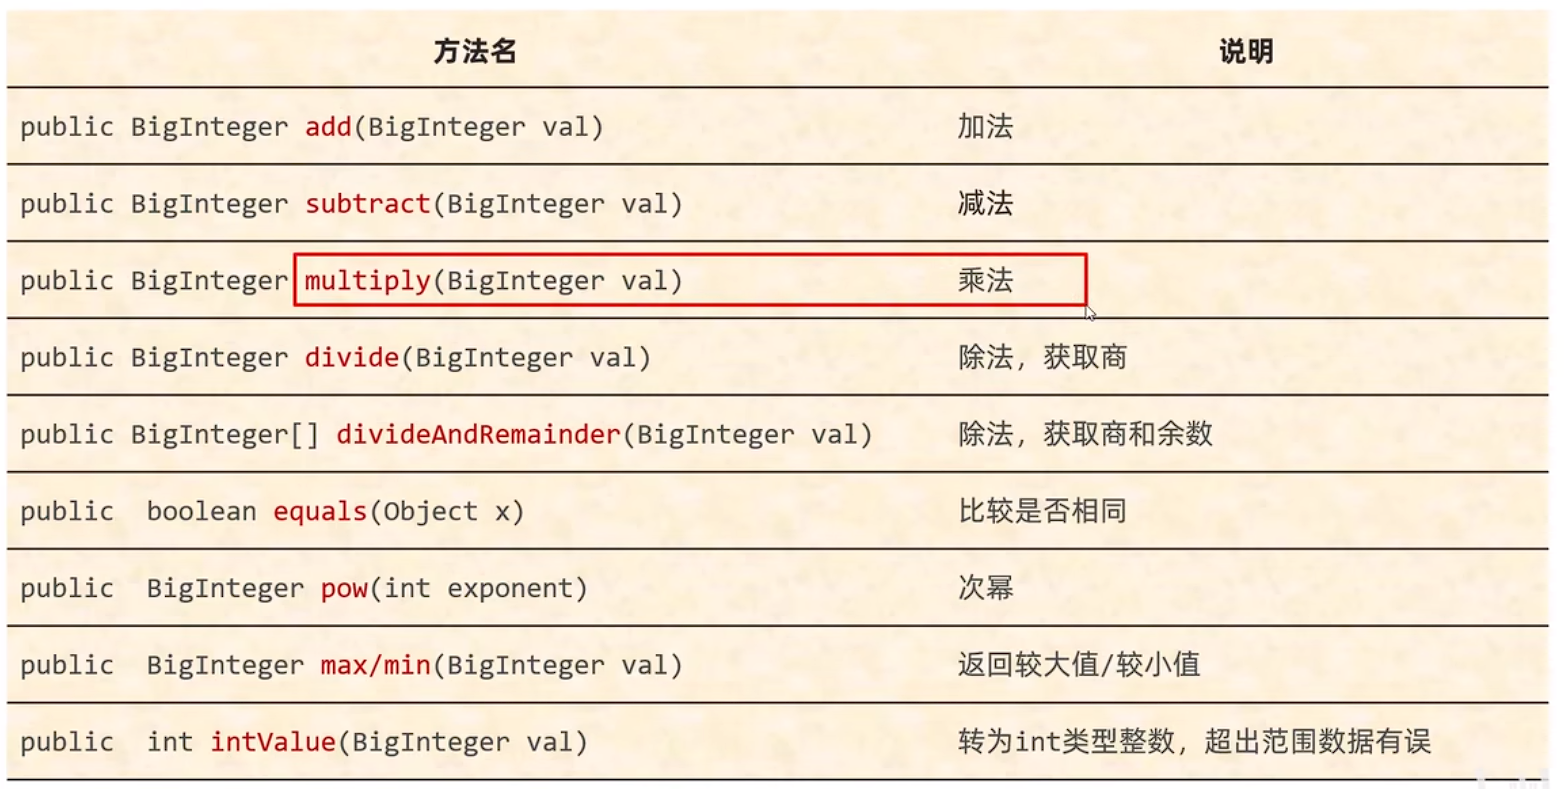 方法名 说明
public BigInteger add(BigInteger val) 加法
public BigInteger subtract(BigInteger val) 减法
public BigInteger multiply(BigInteger val) 乘法
public BigInteger divide(BigInteger val) 除法，获取商
public BigInteger[] divideAndRemainder(BigInteger val) 除法，获取商和余数
public boolean equals(Object x) 比较是否相同
public BigInteger pow(int exponent) 次幂
public BigInteger max/min(BigInteger val) 返回较大值/较小值
public int intValue(BigInteger val) 转为int类型整数，超出范围数据有误